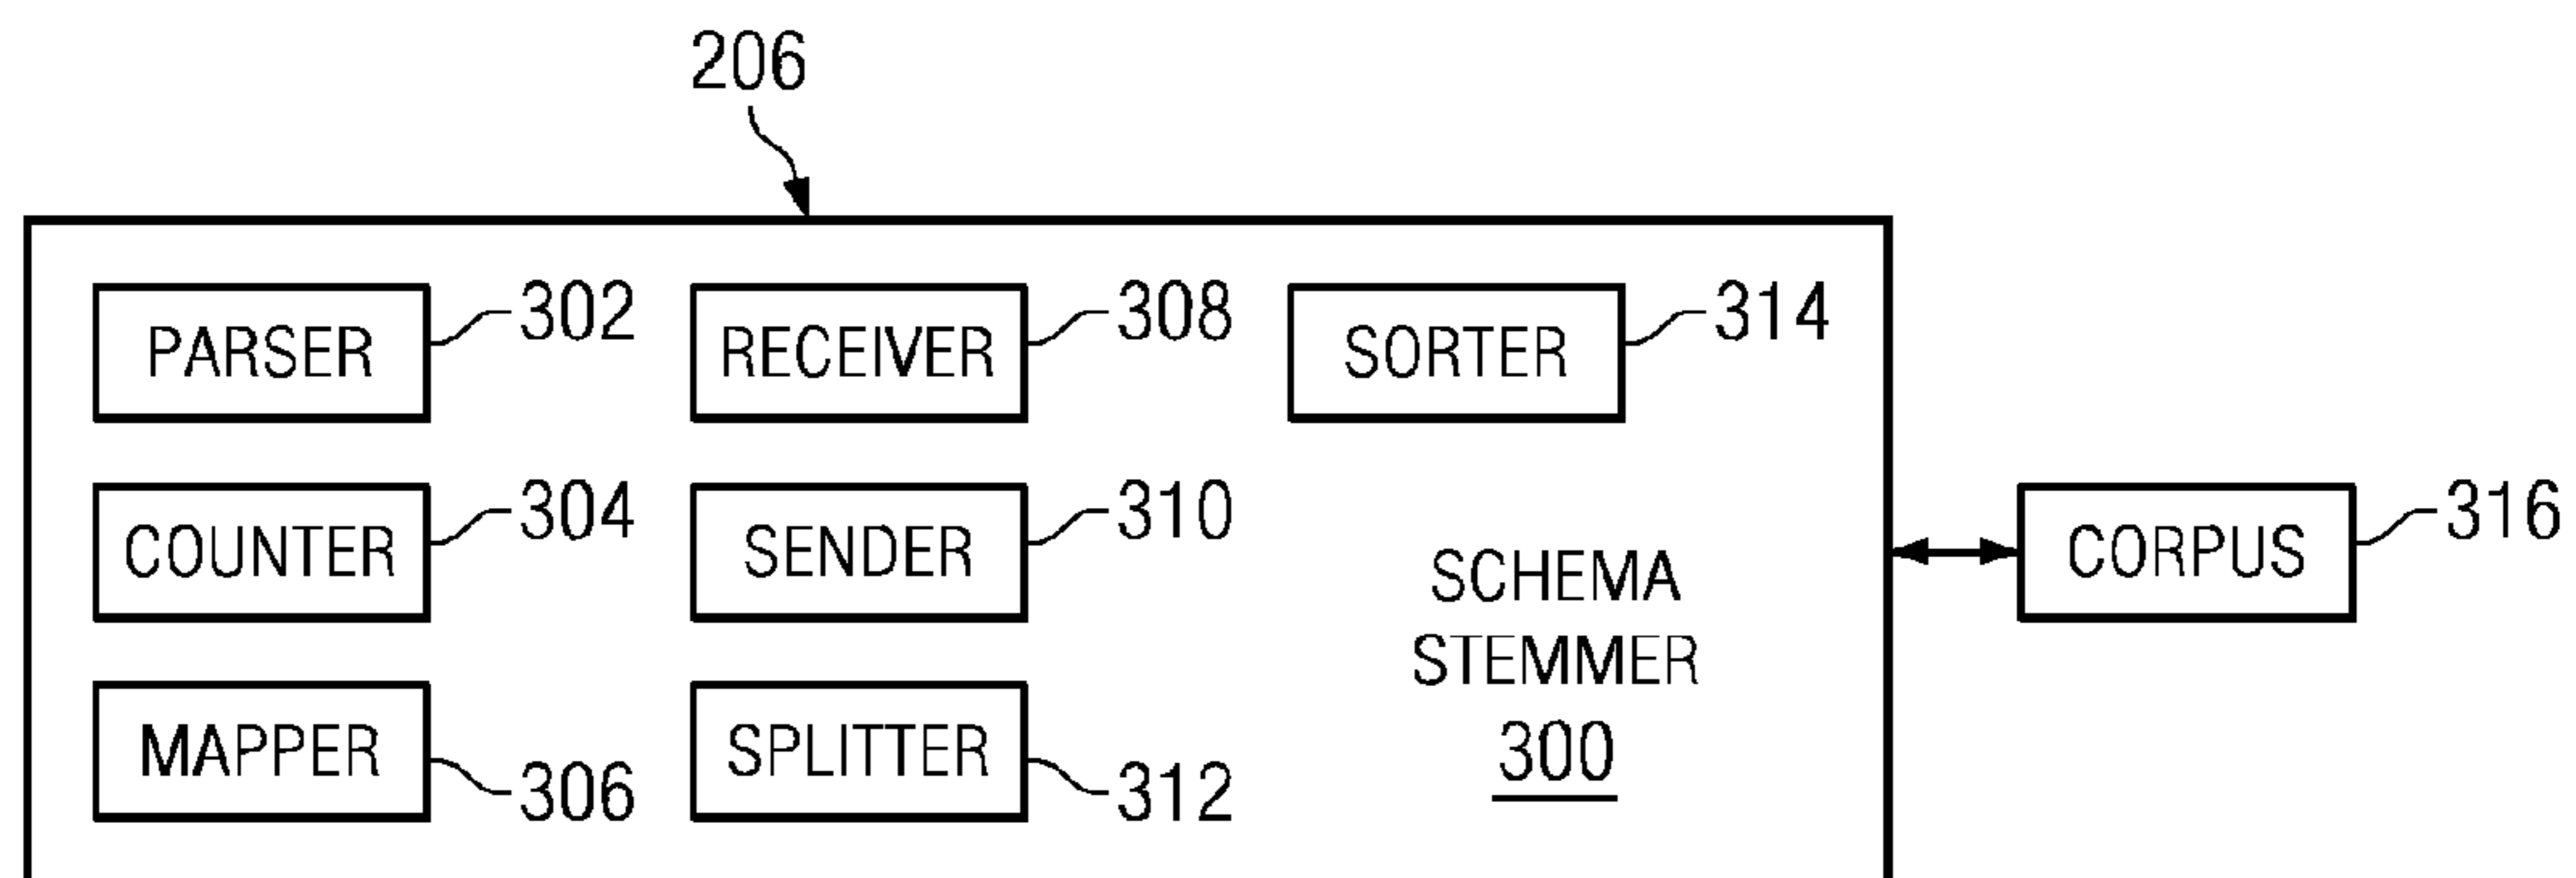 206
PARSER 302 RECEIVER 308 SORTER 314
COUNTER 304 SENDER 310 CORPUS 316
SCHEMA
STEMMER
300
MAPPER 306 SPLITTER 312